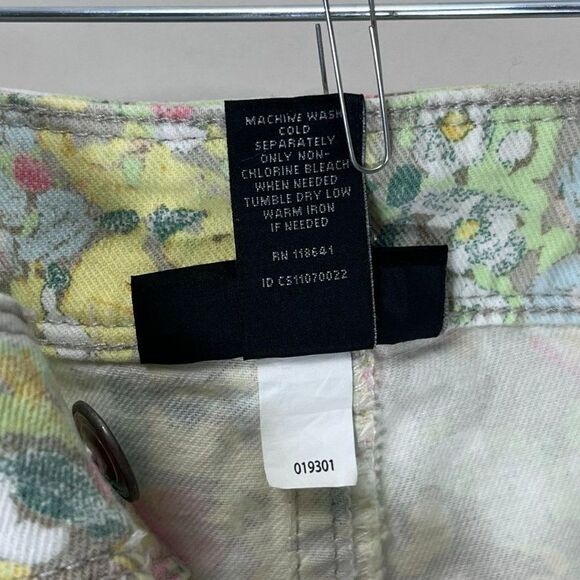 MACHINE WASH
COLD
SEPARATELY
ONLY NON-
CHLORINE BLEACH
WHEN NEEDED
TUMBLE DRY LOW
WARM IRON
IF NEEDED
RN 118641
ID CS11070022
019301